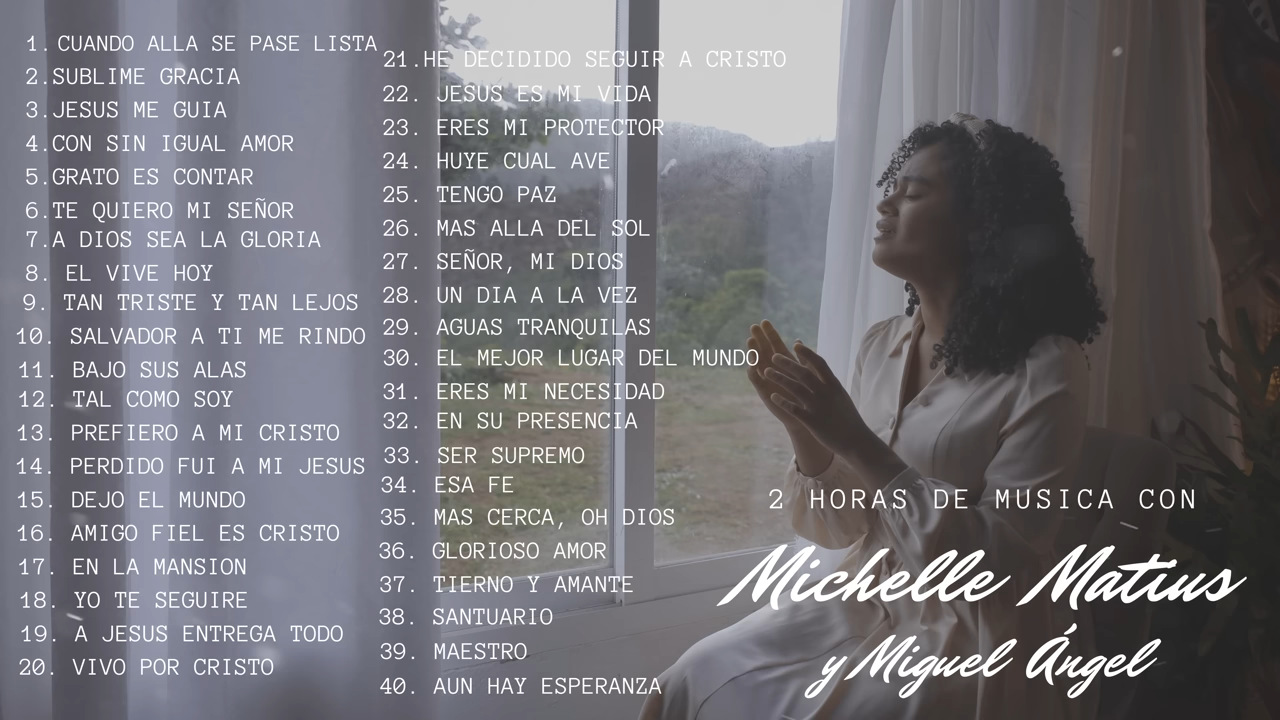 1. CUANDO ALLA SE PASE LISTA
2.SUBLIME GRACIA
3.JESUS ME GUIA
4.CON SIN IGUAL AMOR
5.GRATO ES CONTAR
6.TE QUIERO MI SEÑOR
7.A DIOS SEA LA GLORIA
8. EL VIVE HOY
9. TAN TRISTE Y TAN LEJOS
10. SALVADOR A TI ME RINDO
11. BAJO SUS ALAS
12. TAL COMO SOY
13. PREFIERO A MI CRISTO
14. PERDIDO FUI A MI JESUS
15. DEJO EL MUNDO
16. AMIGO FIEL ES CRISTO
17. EN LA MANSION
18. YO TE SEGUIRE
19. A JESUS ENTREGA TODO
20. VIVO POR CRISTO
21.HE DECIDIDO SEGUIR A CRISTO
22. JESUS ES MI VIDA
23. ERES MI PROTECTOR
24. HUYE CUAL AVE
25. TENGO PAZ
26. MAS ALLA DEL SOL
27. SEÑOR, MI DIOS
28. UN DIA A LA VEZ
29. AGUAS TRANQUILAS
30. EL MEJOR LUGAR DEL MUNDO
31. ERES MI NECESIDAD
32. EN SU PRESENCIA
33. SER SUPREMO
34. ESA FE
35. MAS CERCA, OH DIOS
36. GLORIOSO AMOR
37. TIERNO Y AMANTE
38. SANTUARIO
39. MAESTRO
40. AUN HAY ESPERANZA
2 HORAS DE MUSICA CON
Michelle Matius
y Miguel Ángel